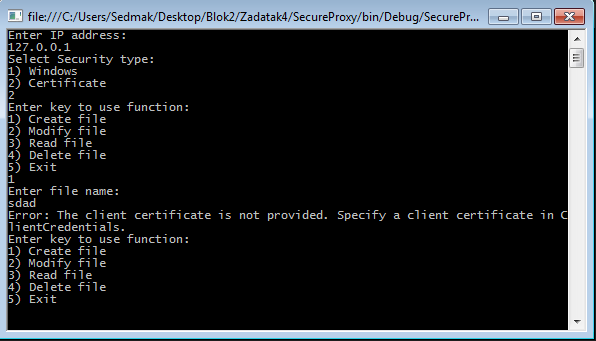 file:///C:/Users/Sedmak/Desktop/Blok2/Zadatak4/SecureProxy/bin/Debug/SecurePr...
Enter IP address:
127.0.0.1
Select Security type:
1) Windows
2) Certificate
2
Enter key to use function:
1) Create file
2) Modify file
3) Read file
4) Delete file
5) Exit
1
Enter file name:
sdad
Error: The client certificate is not provided. Specify a client certificate in C
lientCredentials.
Enter key to use function:
1) Create file
2) Modify file
3) Read file
4) Delete file
5) Exit